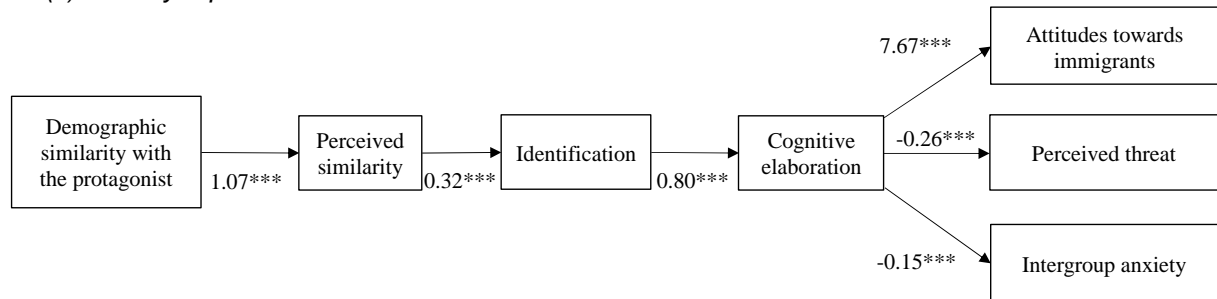 7.67***
Attitudes towards
immigrants
Demographic
similarity with
the protagonist
1.07***
Perceived
similarity
0.32***
Identification
0.80***
Cognitive
elaboration
-0.26***
Perceived threat
-0.15***
Intergroup anxiety